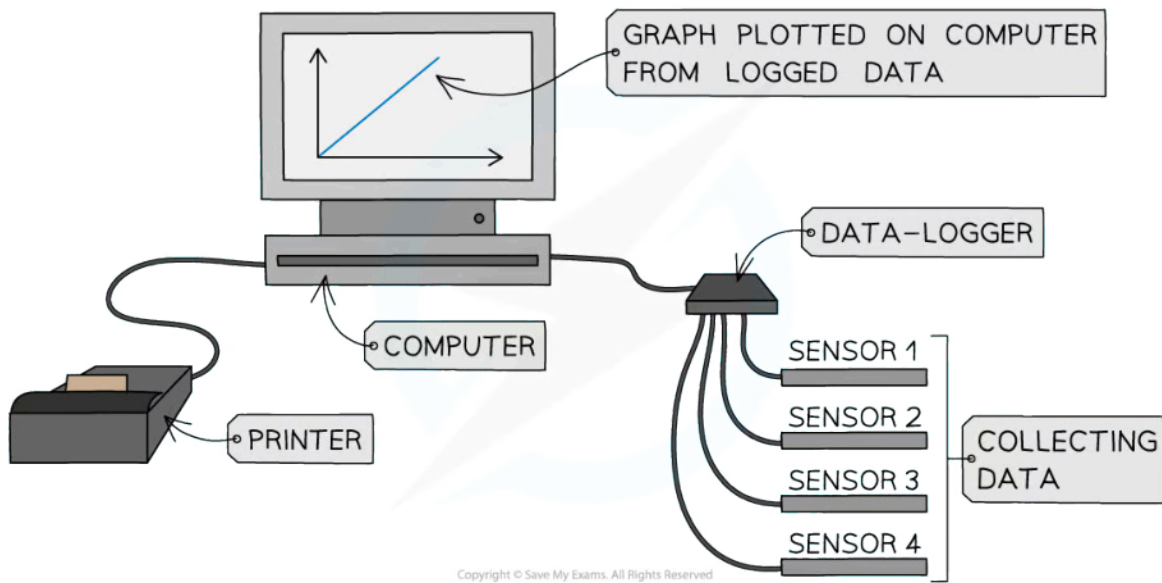 GRAPH PLOTTED ON COMPUTER
FROM LOGGED DATA
DATA-LOGGER
COMPUTER
SENSOR 1
SENSOR 2
PRINTER
COLLECTING
DATA
SENSOR 3
SENSOR 4
Copyright © Save My Exams. All Rights Reserved